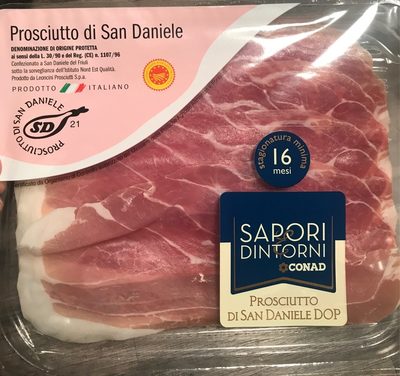 Prosciutto di San Daniele
DENOMINAZIONE DI ORIGINE PROTETTA
ai sensi della L. 30/90 e del Reg. (CE) n. 1107/96
Confezionato a San Daniele del Friuli
sotto la sorveglianza dell'Istituto Nord Est Qualità.
Prodotto da Leoncini Prosciutti S.p.a.
PRODOTTO ITALIANO
PROSCIUTTO DI SAN DANIELE
SD
21
stagionatura minima
16
mesi
SAPORI
& DINTORNI
CONAD
PROSCIUTTO
DI SAN DANIELE DOP